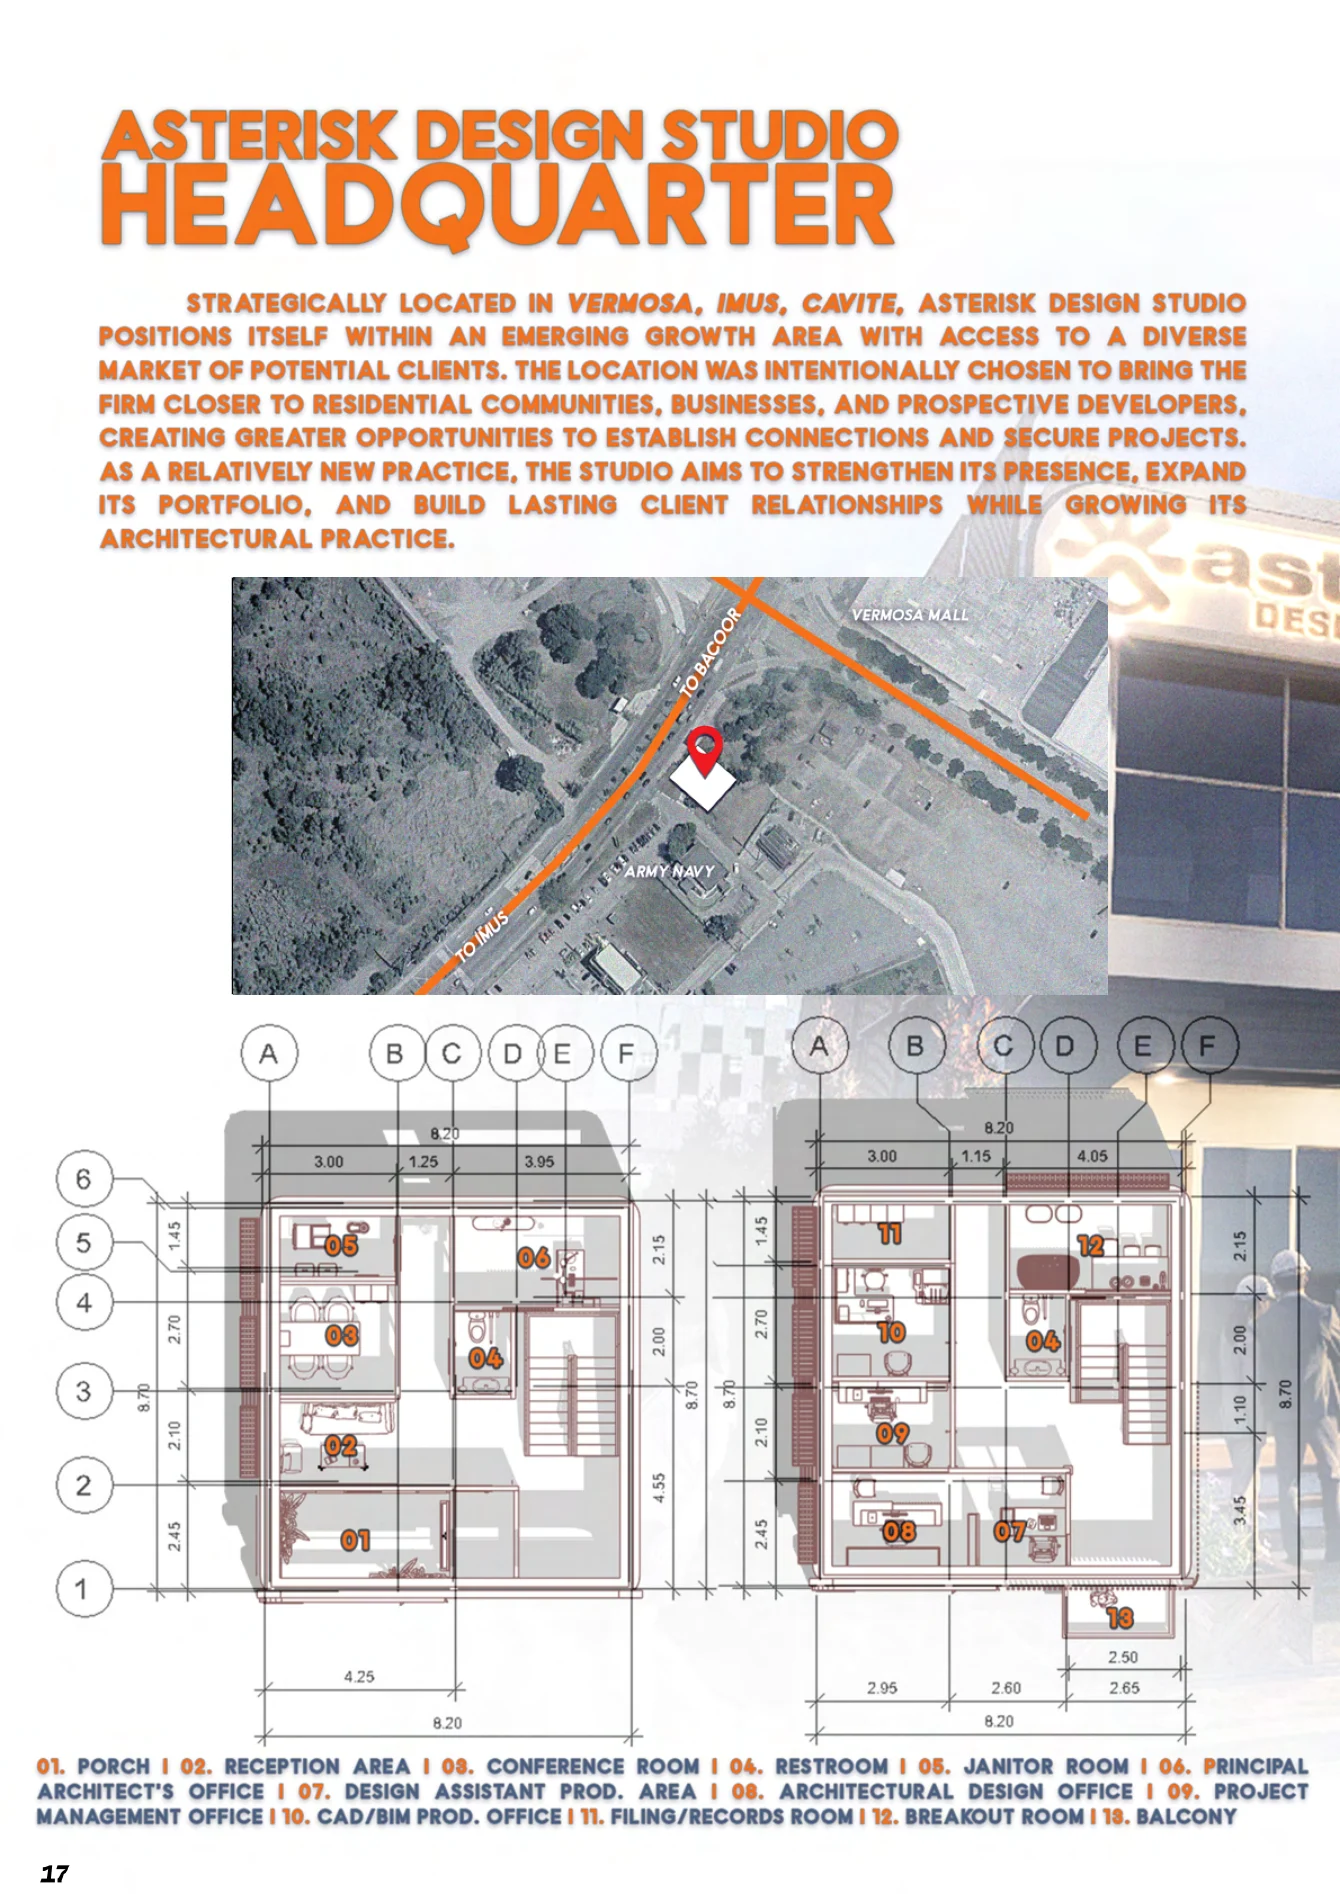 ASTERISK DESIGN STUDIO
HEADQUARTER
STRATEGICALLY LOCATED IN VERMOSA, IMUS, CAVITE, ASTERISK DESIGN STUDIO
POSITIONS ITSELF WITHIN AN EMERGING GROWTH AREA WITH ACCESS TO A DIVERSE
MARKET OF POTENTIAL CLIENTS. THE LOCATION WAS INTENTIONALLY CHOSEN TO BRING THE
FIRM CLOSER TO RESIDENTIAL COMMUNITIES, BUSINESSES, AND PROSPECTIVE DEVELOPERS,
CREATING GREATER OPPORTUNITIES TO ESTABLISH CONNECTIONS AND SECURE PROJECTS.
AS A RELATIVELY NEW PRACTICE, THE STUDIO AIMS TO STRENGTHEN ITS PRESENCE, EXPAND
ITS PORTFOLIO, AND BUILD LASTING CLIENT RELATIONSHIPS WHILE GROWING ITS
ARCHITECTURAL PRACTICE.
ast
DES
VERMOSA MALL
TO BACOOR
ARMY NAVY
TO IMUS
A B C D E F
8.20
3.00 1.25 3.95
6
5
4
3
2
1
1.45
2.70
2.10
2.45
8.70
05
06
03
04
02
01
2.15
2.00
4.55
8.70
4.25
8.20
A B C D E F
8.20
3.00 1.15 4.05
1.45
2.70
2.10
2.45
8.70
11
12
10
04
09
08
07
13
2.15
2.00
1.10
3.45
8.70
2.50
2.95 2.60 2.65
8.20
01. PORCH | 02. RECEPTION AREA | 03. CONFERENCE ROOM | 04. RESTROOM | 05. JANITOR ROOM | 06. PRINCIPAL
ARCHITECT'S OFFICE | 07. DESIGN ASSISTANT PROD. AREA | 08. ARCHITECTURAL DESIGN OFFICE | 09. PROJECT
MANAGEMENT OFFICE | 10. CAD/BIM PROD. OFFICE | 11. FILING/RECORDS ROOM | 12. BREAKOUT ROOM | 13. BALCONY
17